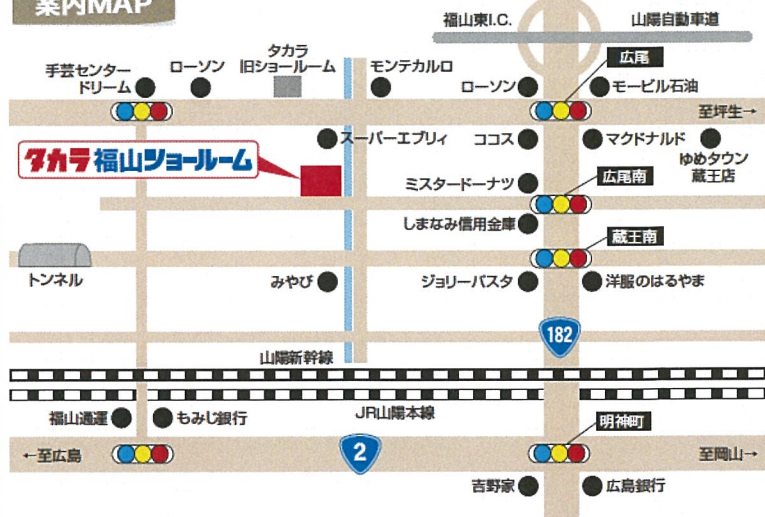 案内MAP
福山東I.C.
山陽自動車道
手芸センター
ドリーム
ローソン
タカラ
旧ショールーム
モンテカルロ
ローソン
広尾
モービル石油
至坪生→
スーパーエブリィ
ココス
マクドナルド
ゆめタウン
蔵王店
タカラ福山ショールーム
ミスタードーナツ
広尾南
しまなみ信用金庫
蔵王南
トンネル
みやび
ジョリーパスタ
洋服のはるやま
182
山陽新幹線
JR山陽本線
福山通運
もみじ銀行
明神町
←至広島
2
至岡山→
吉野家
広島銀行